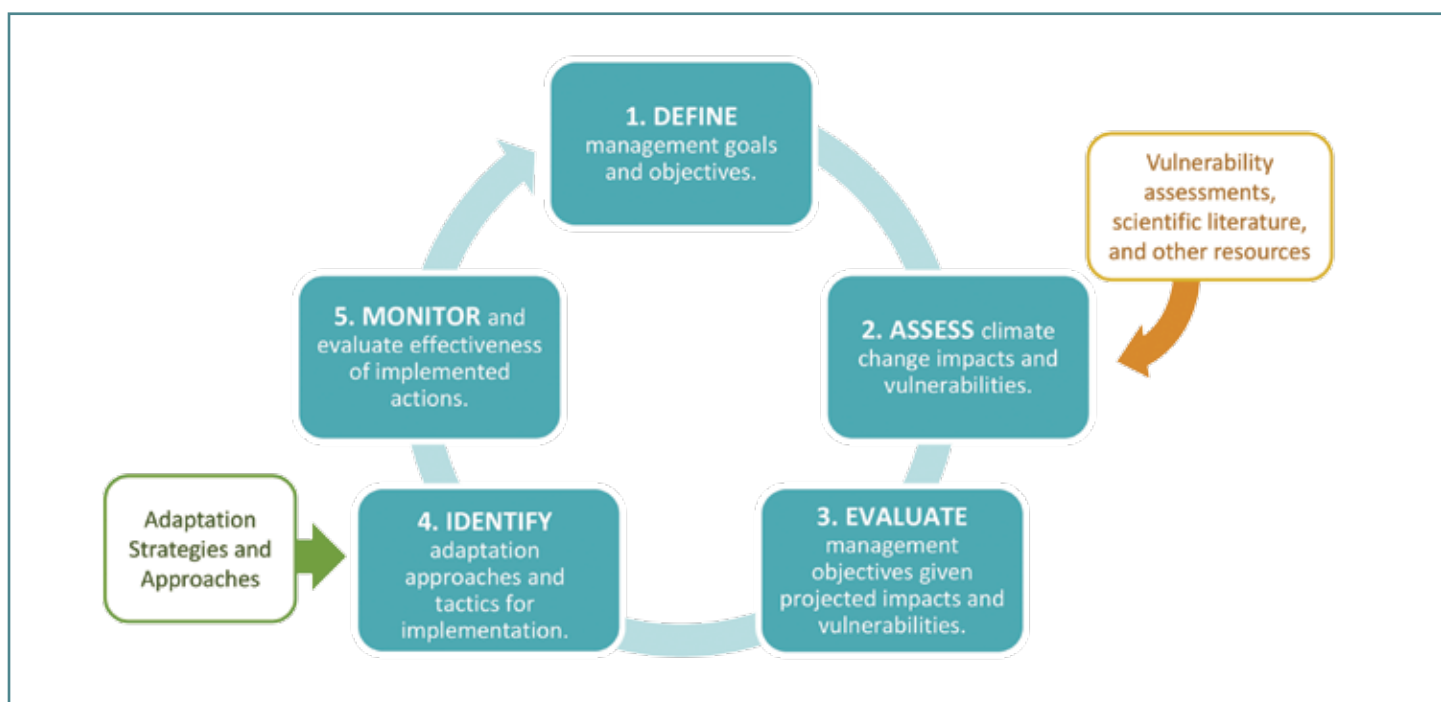 1. DEFINE
management goals
and objectives.
Vulnerability
assessments,
scientific literature,
and other resources
2. ASSESS climate
change impacts and
vulnerabilities.
3. EVALUATE
management
objectives given
projected impacts and
vulnerabilities.
4. IDENTIFY
adaptation
approaches and
tactics for
implementation.
Adaptation
Strategies and
Approaches
5. MONITOR and
evaluate effectiveness
of implemented
actions.